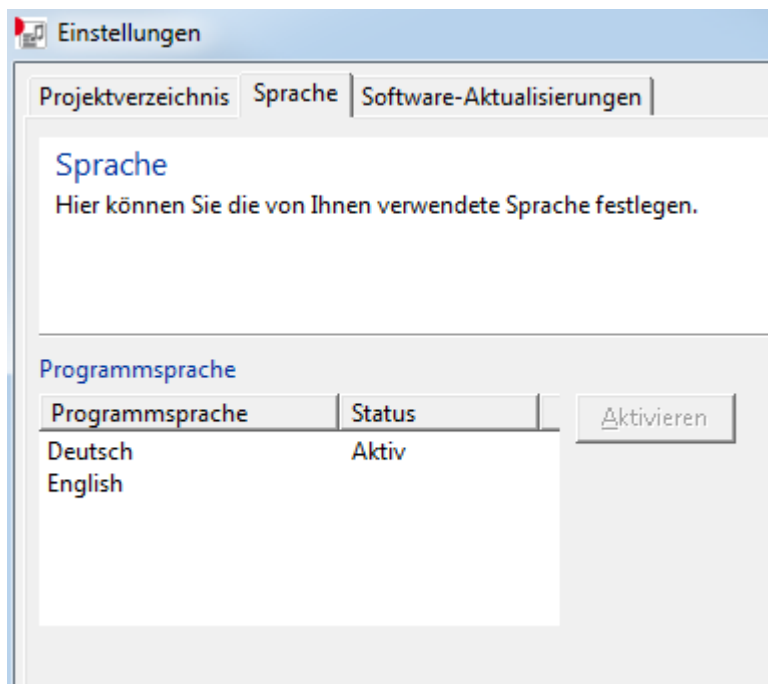 Einstellungen
Projektverzeichnis Sprache Software-Aktualisierungen
Sprache
Hier können Sie die von Ihnen verwendete Sprache festlegen.
Programmsprache
Programmsprache Status Aktivieren
Deutsch Aktiv
English